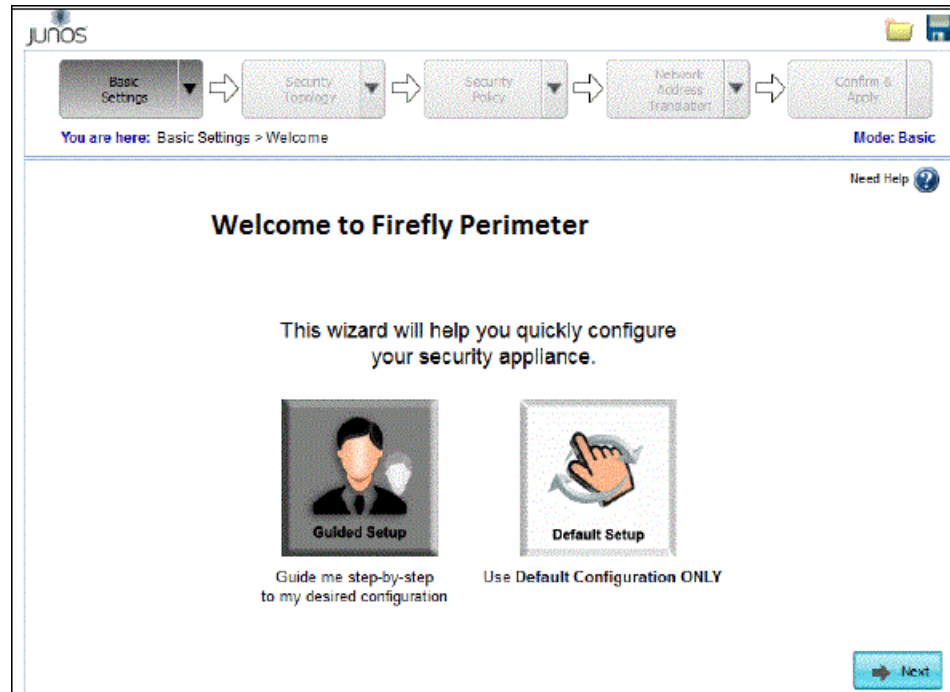 JUNOS
Basic
Settings
Security
Topology
Security
Policy
Network
Address
Translation
Confirm &
Apply
You are here: Basic Settings > Welcome
Mode: Basic
Need Help
?
Welcome to Firefly Perimeter
This wizard will help you quickly configure
your security appliance.
Guided Setup
Default Setup
Guide me step-by-step
to my desired configuration
Use Default Configuration ONLY
Next